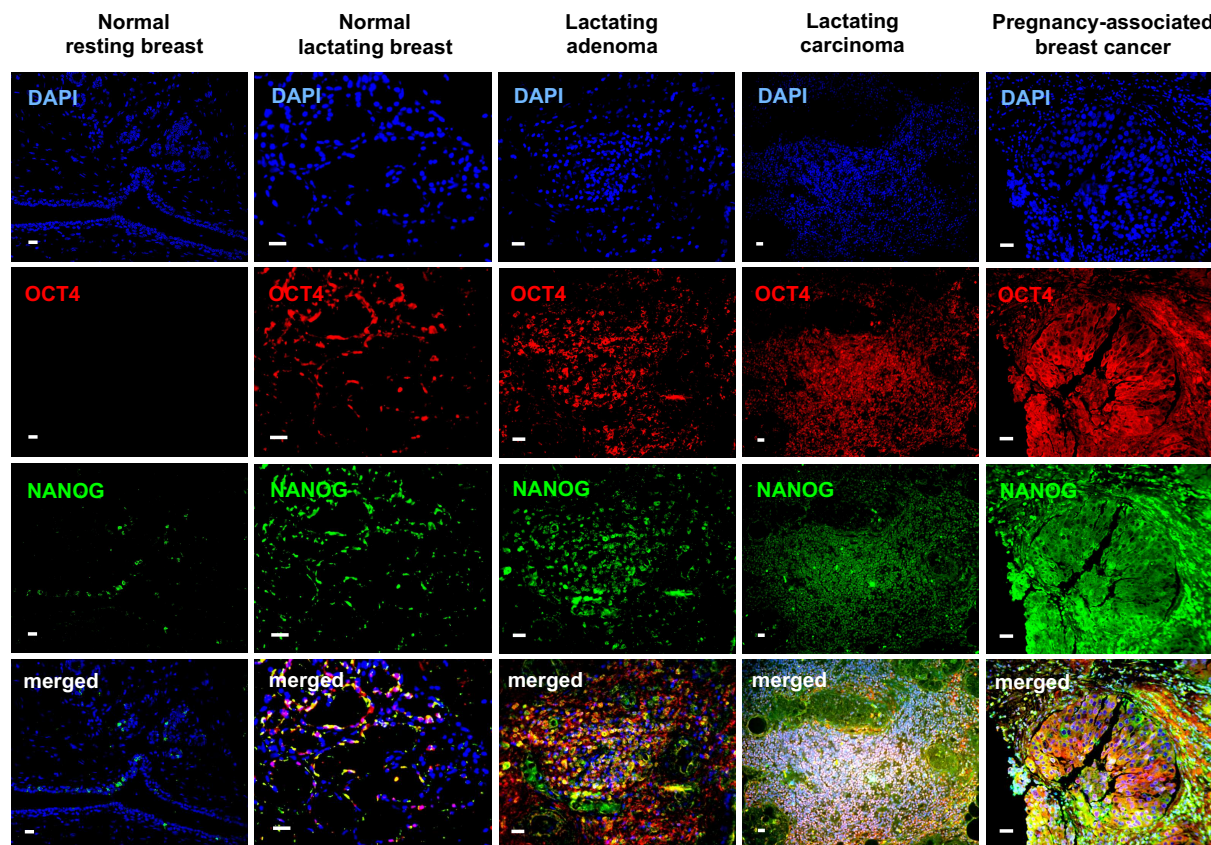 Normal
resting breast
Normal
lactating breast
Lactating
adenoma
Lactating
carcinoma
Pregnancy-associated
breast cancer
DAPI
DAPI
DAPI
DAPI
DAPI
OCT4
OCT4
OCT4
OCT4
OCT4
NANOG
NANOG
NANOG
NANOG
NANOG
merged
merged
merged
merged
merged